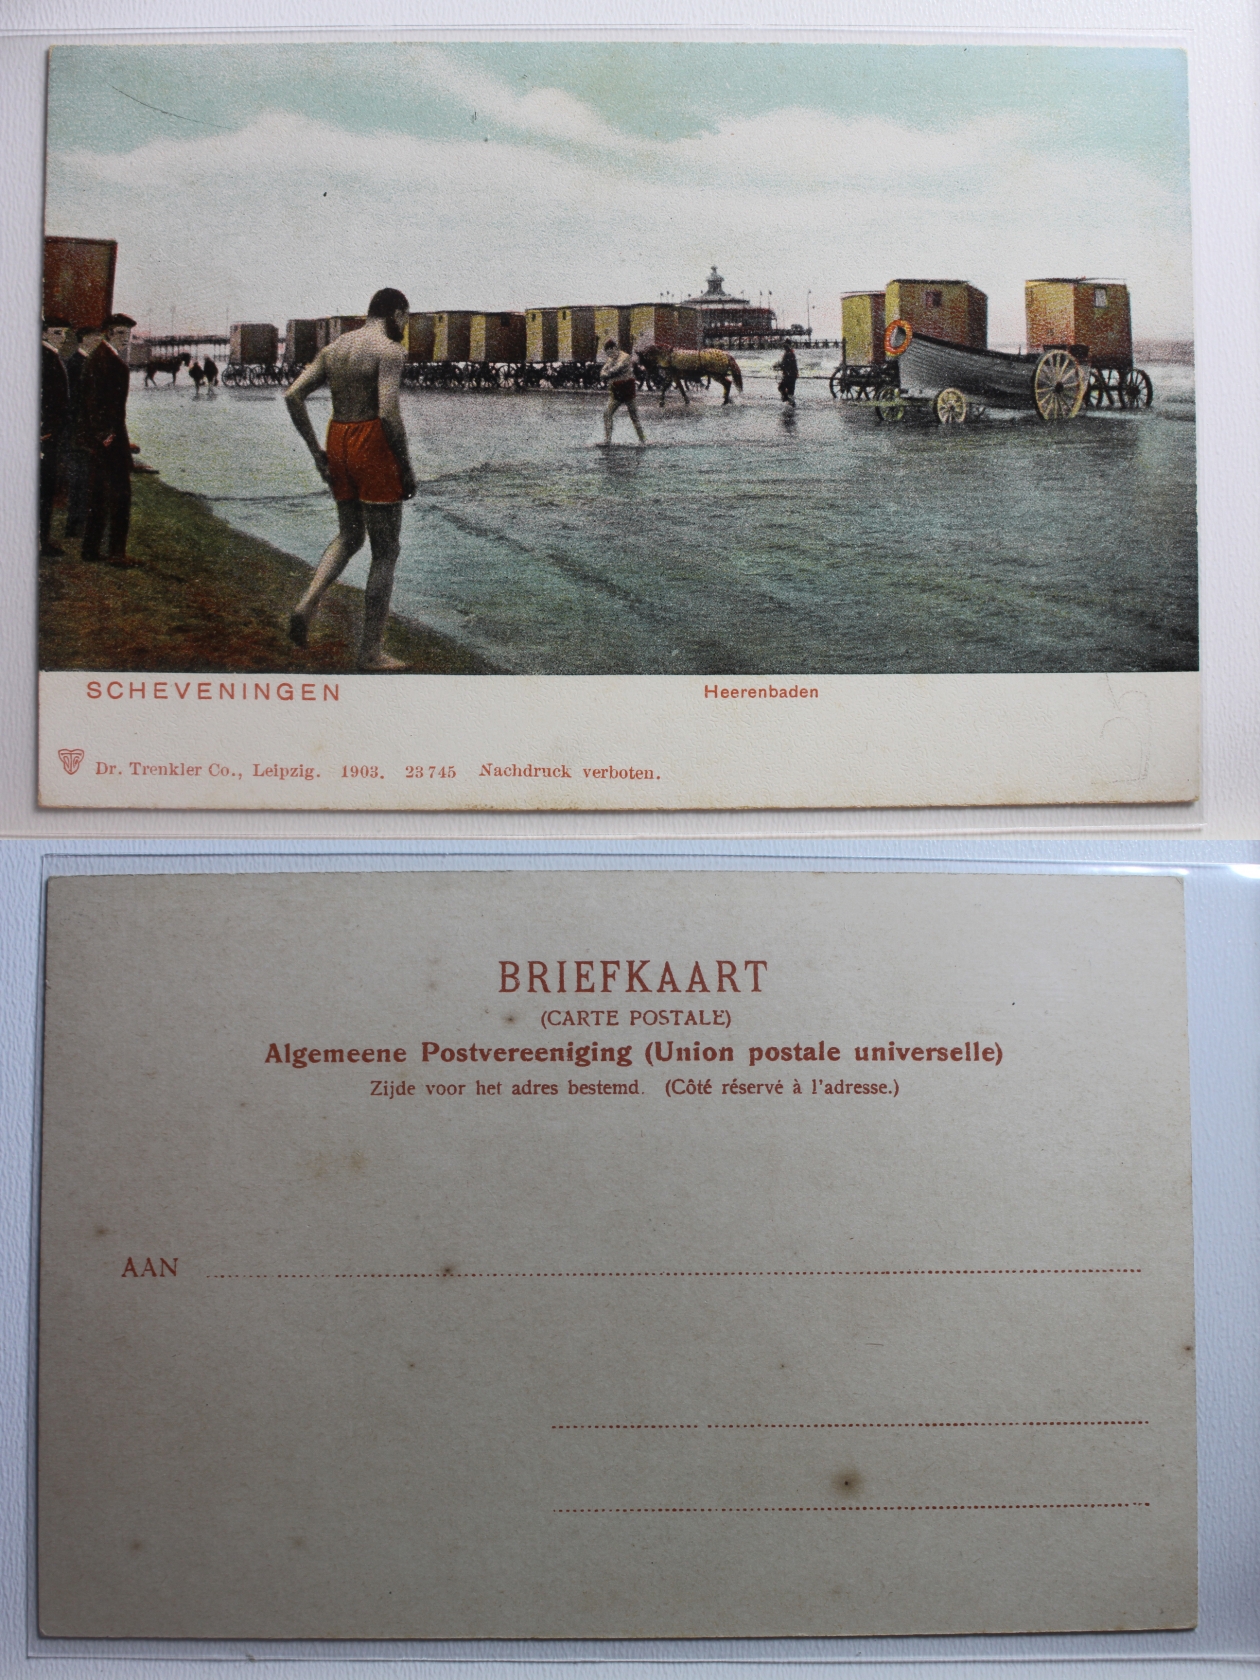 SCHEVENINGEN
Heerenbaden
Dr. Trenkler Co., Leipzig. 1903. 23 745 Nachdruck verboten.
BRIEFKAART
(CARTE POSTALE)
Algemeene Postvereeniging (Union postale universelle)
Zijde voor het adres bestemd. (Côté réservé à l'adresse.)
AAN